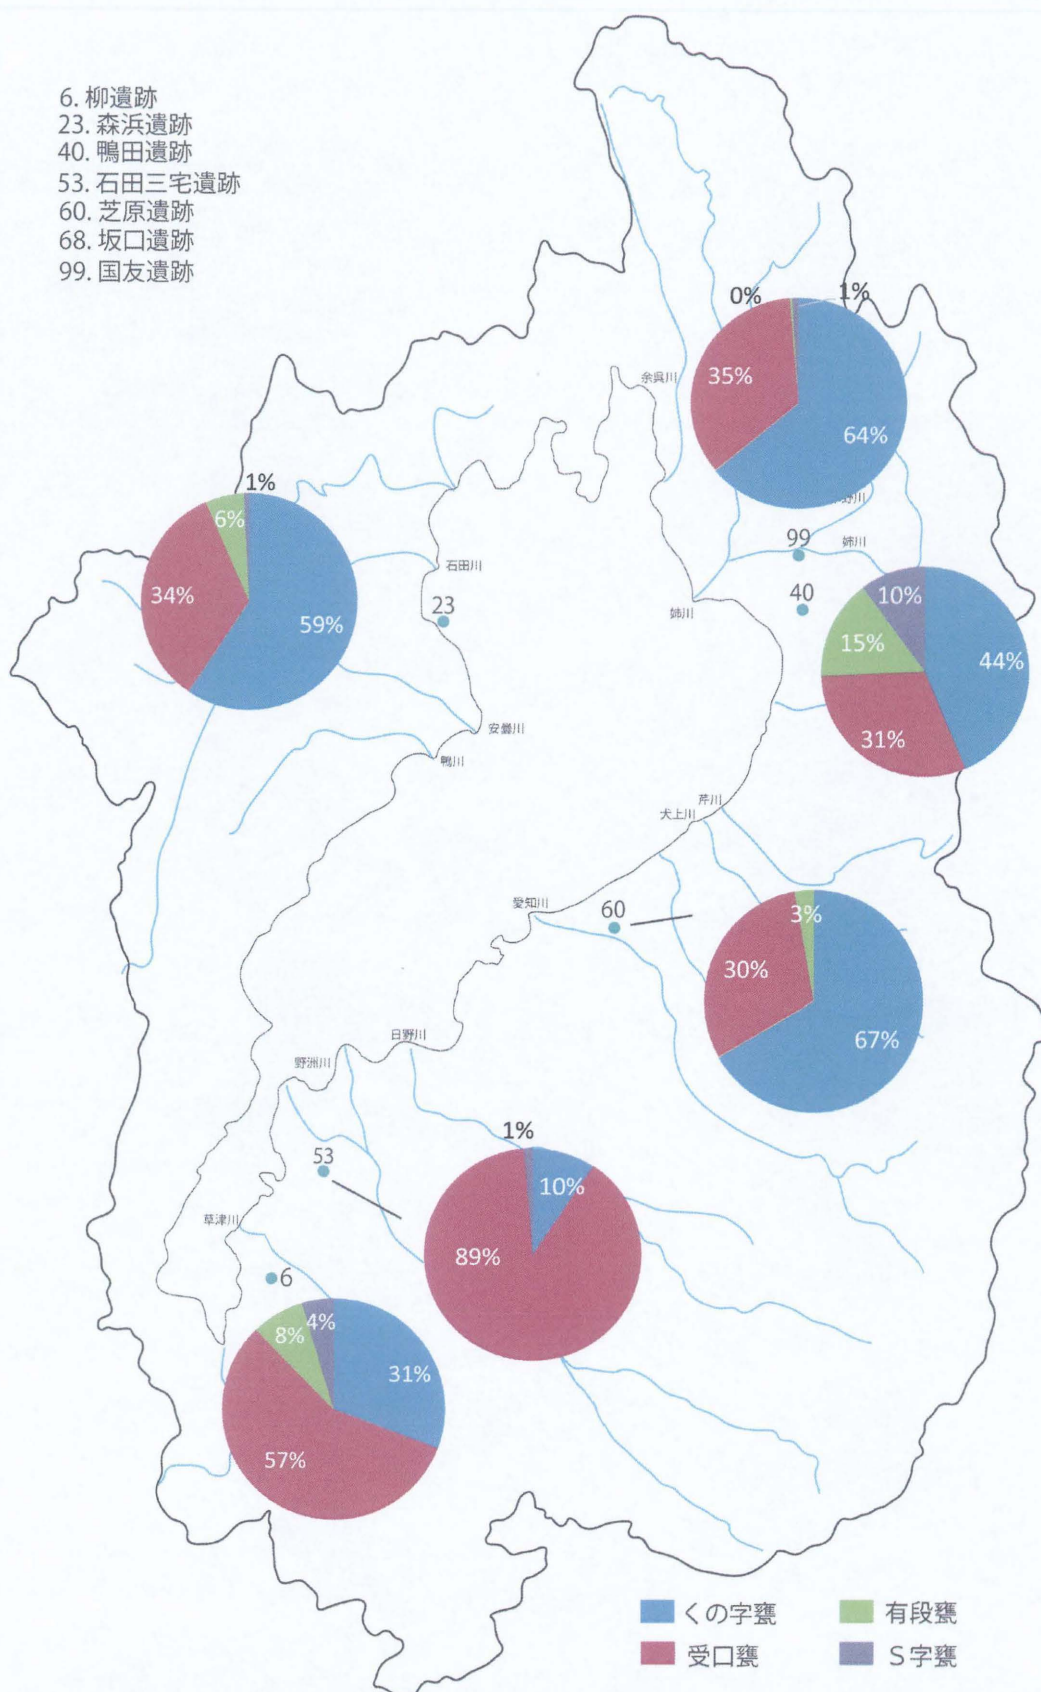 6. 柳遺跡
23. 森浜遺跡
40. 鴨田遺跡
53. 石田三宅遺跡
60. 芝原遺跡
68. 坂口遺跡
99. 国友遺跡
0%
1%
35%
64%
余呉川
野川
99
姉川
40
姉川
1%
6%
34%
59%
石田川
23
安曇川
鴨川
10%
15%
44%
31%
芹川
犬上川
愛知川
60
3%
30%
67%
日野川
野洲川
53
1%
10%
89%
草津川
6
4%
8%
31%
57%
くの字甕
有段甕
受口甕
S字甕